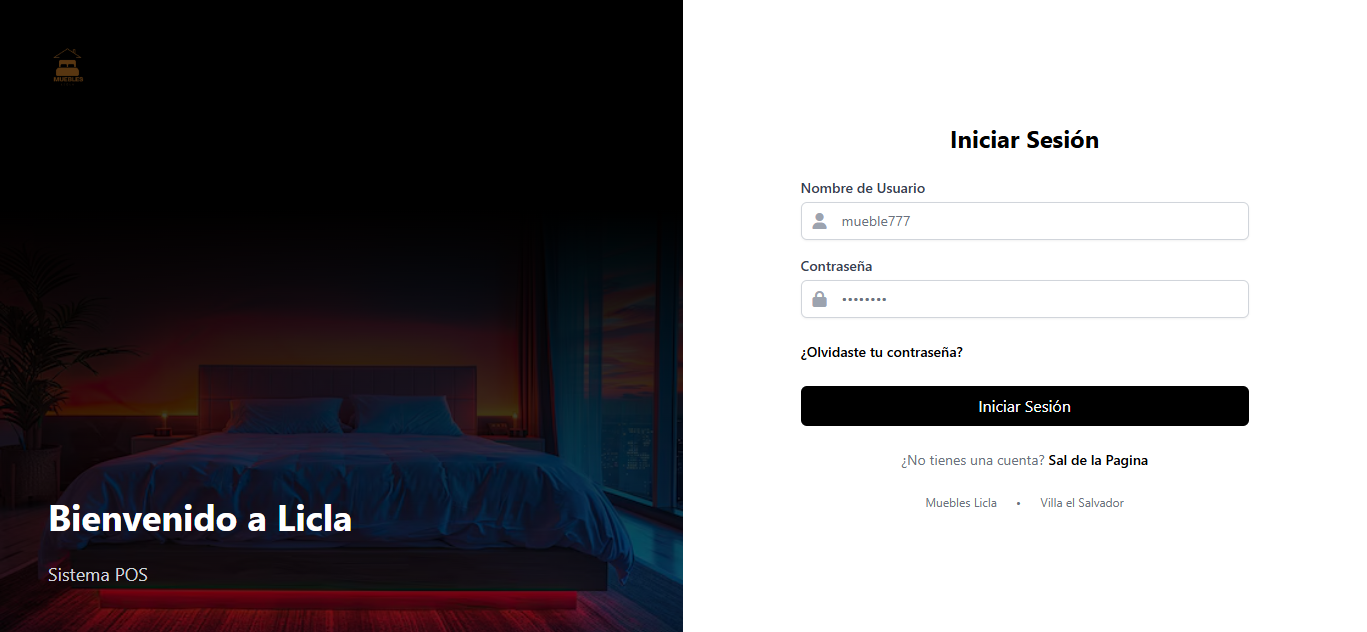 MUEBLES
Bienvenido a Licla
Sistema POS
Iniciar Sesión
Nombre de Usuario
mueble777
Contraseña
••••••••
¿Olvidaste tu contraseña?
Iniciar Sesión
¿No tienes una cuenta? Sal de la Pagina
Muebles Licla • Villa el Salvador